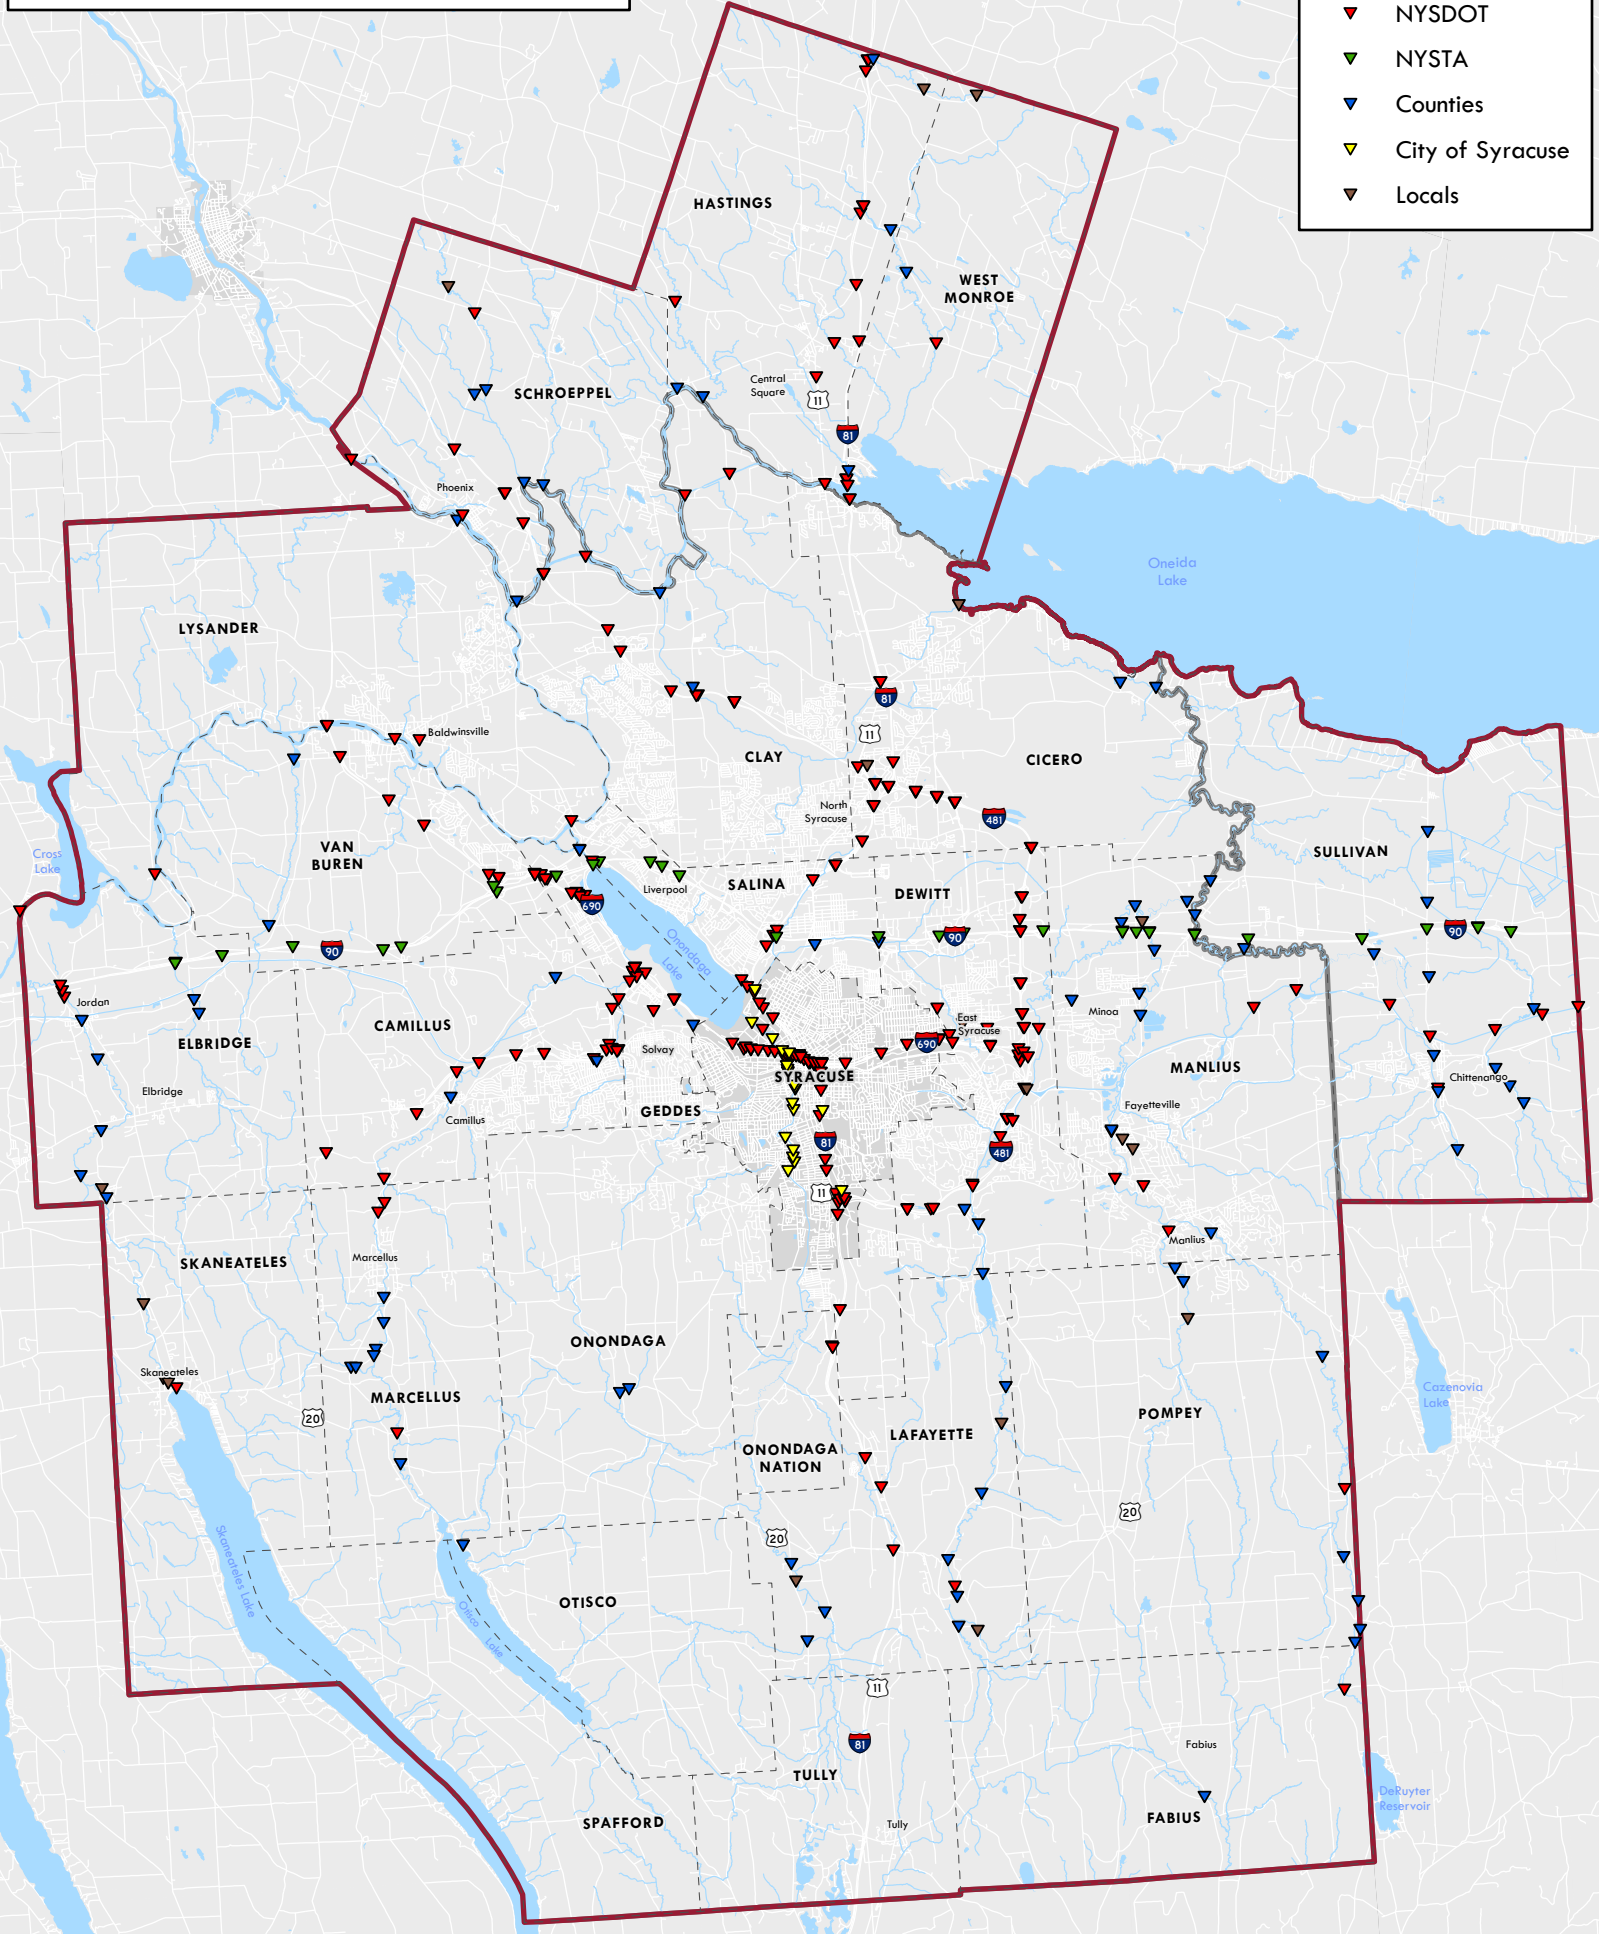 NYSDOT
NYSTA
Counties
City of Syracuse
Locals
HASTINGS
WEST
MONROE
Central
Square
11
81
SCHROEPPEL
Phoenix
Oneida
Lake
LYSANDER
81
11
Baldwinsville
CLAY
CICERO
North
Syracuse
481
VAN
BUREN
Cross
Lake
SULLIVAN
SALINA
Liverpool
DEWITT
690
90
90
90
Onondaga
Lake
Jordan
ELBRIDGE
CAMILLUS
East
Syracuse
Minoa
690
Solvay
SYRACUSE
MANLIUS
Chittenango
Elbridge
Camillus
GEDDES
Fayetteville
81
481
11
Manlius
SKANEATELES
Marcellus
ONONDAGA
Skaneateles
MARCELLUS
20
Cazenovia
Lake
POMPEY
LAFAYETTE
ONONDAGA
NATION
20
20
Skaneateles Lake
Otisco Lake
OTISCO
11
81
TULLY
Fabius
DeRuyter
Reservoir
FABIUS
SPAFFORD
Tully